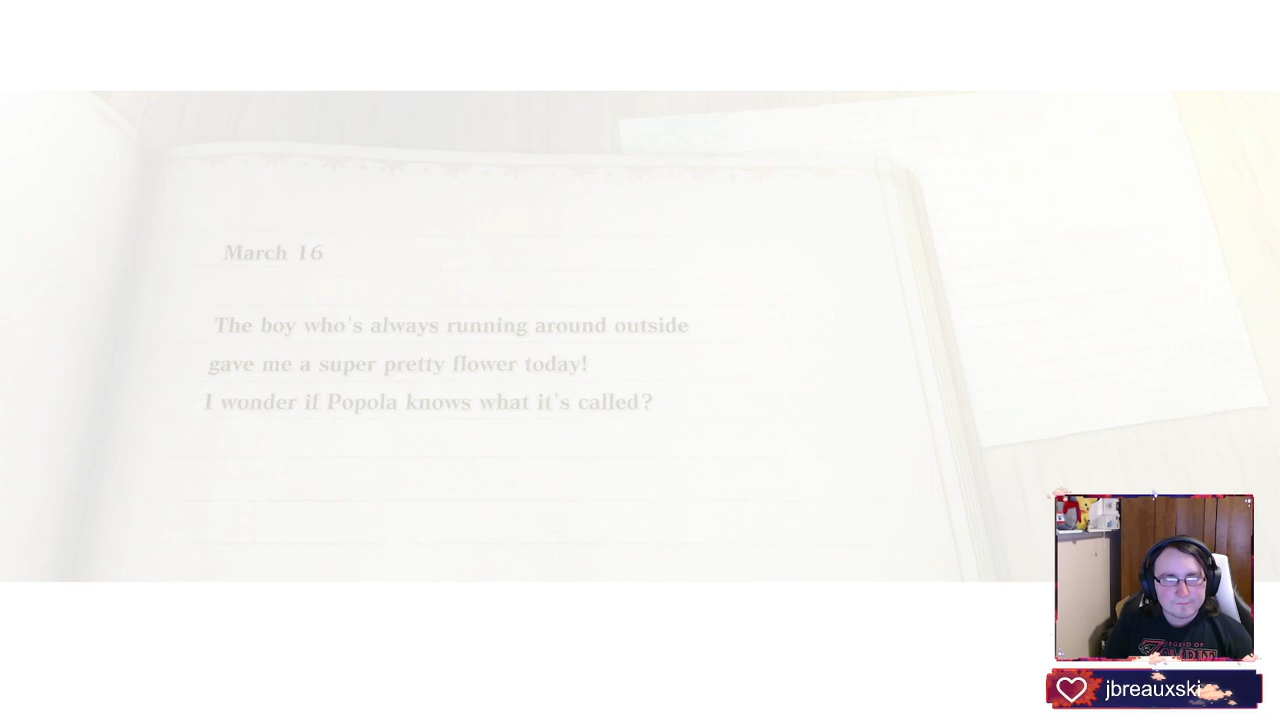 March 16
The boy who's always running around outside
gave me a super pretty flower today!
I wonder if Popola knows what it's called?
jbreauxski